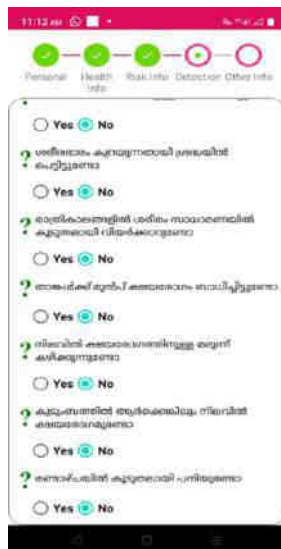 11:12 AM
Personal
Health
Info
Risk Info
Detection
Other Info
Yes No
ശരീരഭാരം കുറയുന്നതായി ശ്രദ്ധയിൽ
പെട്ടിട്ടുണ്ടോ
Yes No
രാത്രികാലങ്ങളിൽ ശരീരം സാധാരണയിൽ
കൂടുതലായി വിയർക്കാറുണ്ടോ
Yes No
താങ്കൾക്ക് മുൻപ് ക്ഷയരോഗം ബാധിച്ചിട്ടുണ്ടോ
Yes No
നിലവിൽ ക്ഷയരോഗത്തിനുള്ള മരുന്ന്
കഴിക്കുന്നുണ്ടോ
Yes No
കുടുംബത്തിൽ ആർക്കെങ്കിലും നിലവിൽ
ക്ഷയരോഗമുണ്ടോ
Yes No
രണ്ടാഴ്ചയിൽ കൂടുതലായി പനിയുണ്ടോ
Yes No